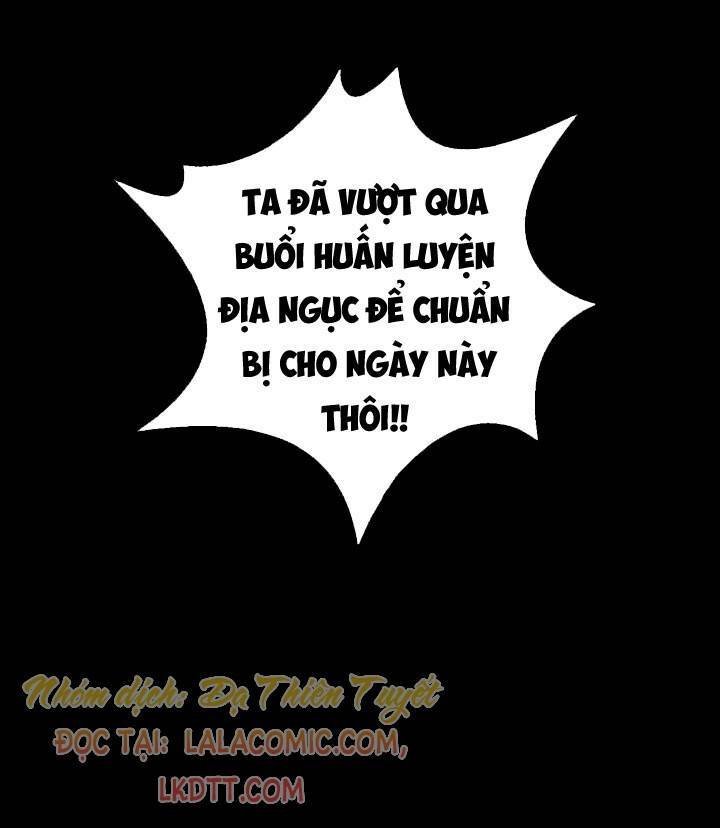 TA ĐÃ VƯỢT QUA
BUỔI HUẤN LUYỆN
ĐỊA NGỤC ĐỂ CHUẨN
BỊ CHO NGÀY NÀY
THÔI!!
Nhóm dịch: Dạ Thiên Tuyết
ĐỌC TẠI: LALACOMIC.COM,
LKDTT.COM